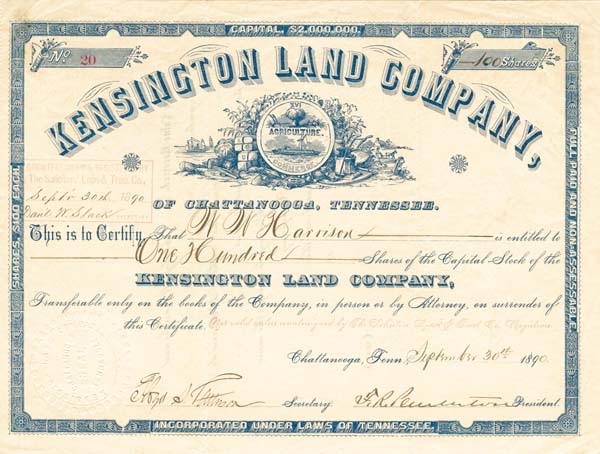 CAPITAL, $2,000,000.
No. 20
100 Shares
KENSINGTON LAND COMPANY,
XVI
AGRICULTURE.
COMMERCE
OF CHATTANOOGA, TENNESSEE.
Sept'r 30th 1890
This is to Certify That W W Harrison is entitled to
One Hundred Shares of the Capital Stock of the
KENSINGTON LAND COMPANY,
Transferable only on the books of the Company, in person or by Attorney, on surrender of
this Certificate.
Chattanooga, Tenn, September 30th 1890.
Secretary. President.
INCORPORATED UNDER LAWS OF TENNESSEE.
SHARES, $100 EACH.
FULL PAID AND NON-ASSESSABLE.